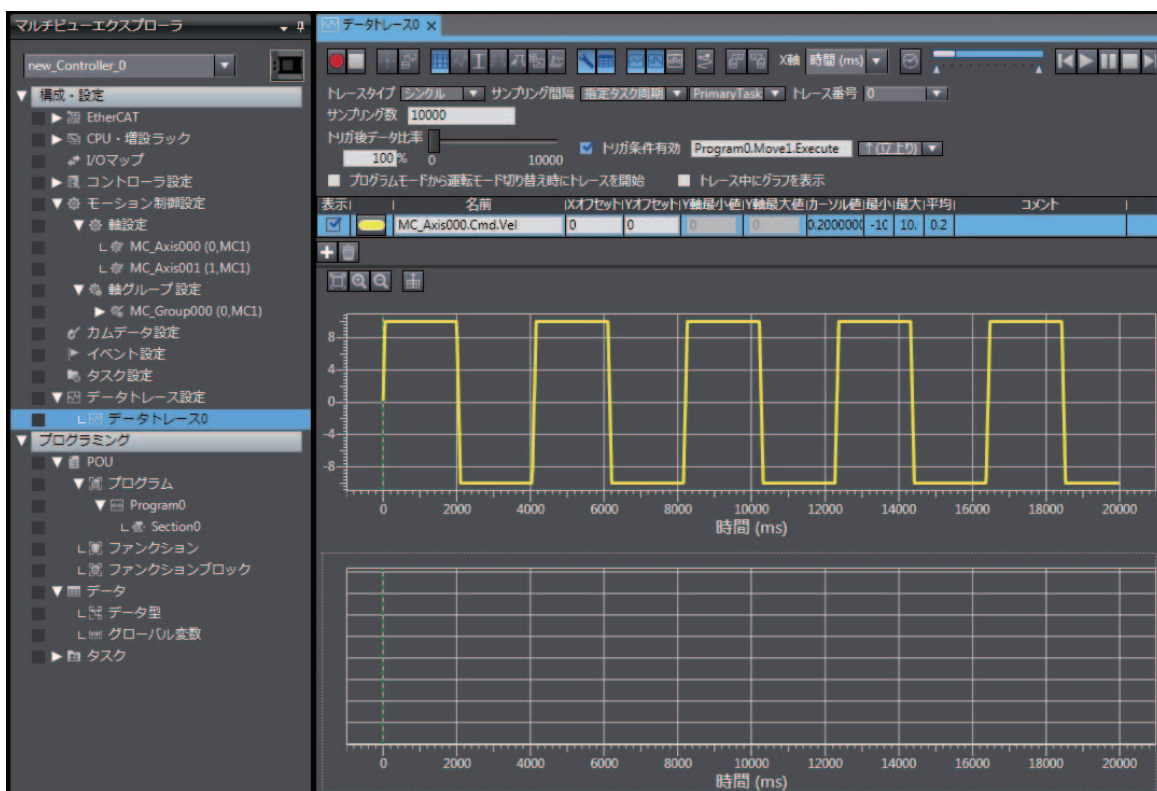 マルチビューエクスプローラ
new_Controller_0
構成・設定
EtherCAT
CPU・増設ラック
I/Oマップ
コントローラ設定
モーション制御設定
軸設定
MC_Axis000 (0,MC1)
MC_Axis001 (1,MC1)
軸グループ設定
MC_Group000 (0,MC1)
カムデータ設定
イベント設定
タスク設定
データトレース設定
データトレース0
プログラミング
POU
プログラム
Program0
Section0
ファンクション
ファンクションブロック
データ
データ型
グローバル変数
タスク
データトレース0 ×
X軸 時間 (ms)
トレースタイプ シングル サンプリング間隔 指定タスク周期 PrimaryTask トレース番号 0
サンプリング数 10000
トリガ後データ比率
100 % 0 10000 トリガ条件有効 Program0.Move1.Execute ↑(立上り)
プログラムモードから運転モード切り替え時にトレースを開始 トレース中にグラフを表示
表示 名前 Xオフセット Yオフセット Y軸最小値 Y軸最大値 カーソル値 最小 最大 平均 コメント
MC_Axis000.Cmd.Vel 0 0 0 0 0.2000000 -10 10. 0.2
8
4
0
-4
-8
0 2000 4000 6000 8000 10000 12000 14000 16000 18000 20000
時間 (ms)
0 2000 4000 6000 8000 10000 12000 14000 16000 18000 20000
時間 (ms)